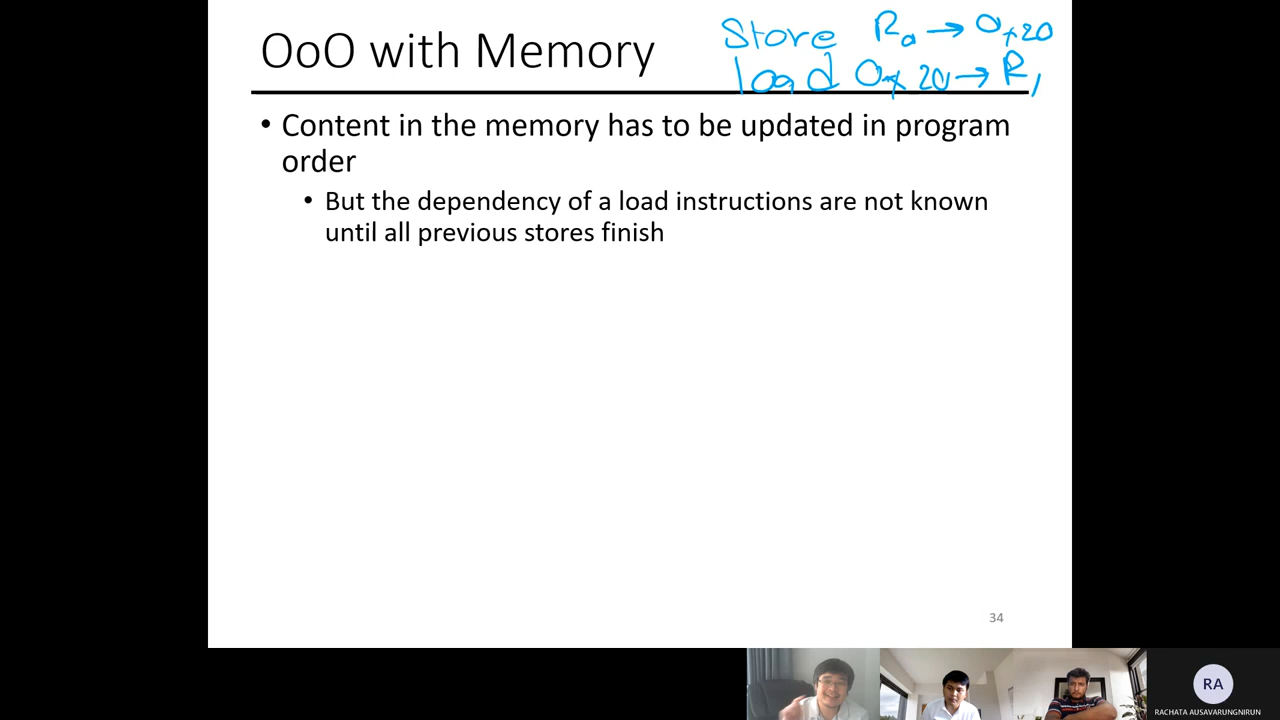 OoO with Memory
Store R0 → 0x20
load 0x20 → R1
• Content in the memory has to be updated in program
order
• But the dependency of a load instructions are not known
until all previous stores finish
34
RA
RACHATA AUSAVARUNGNIRUN